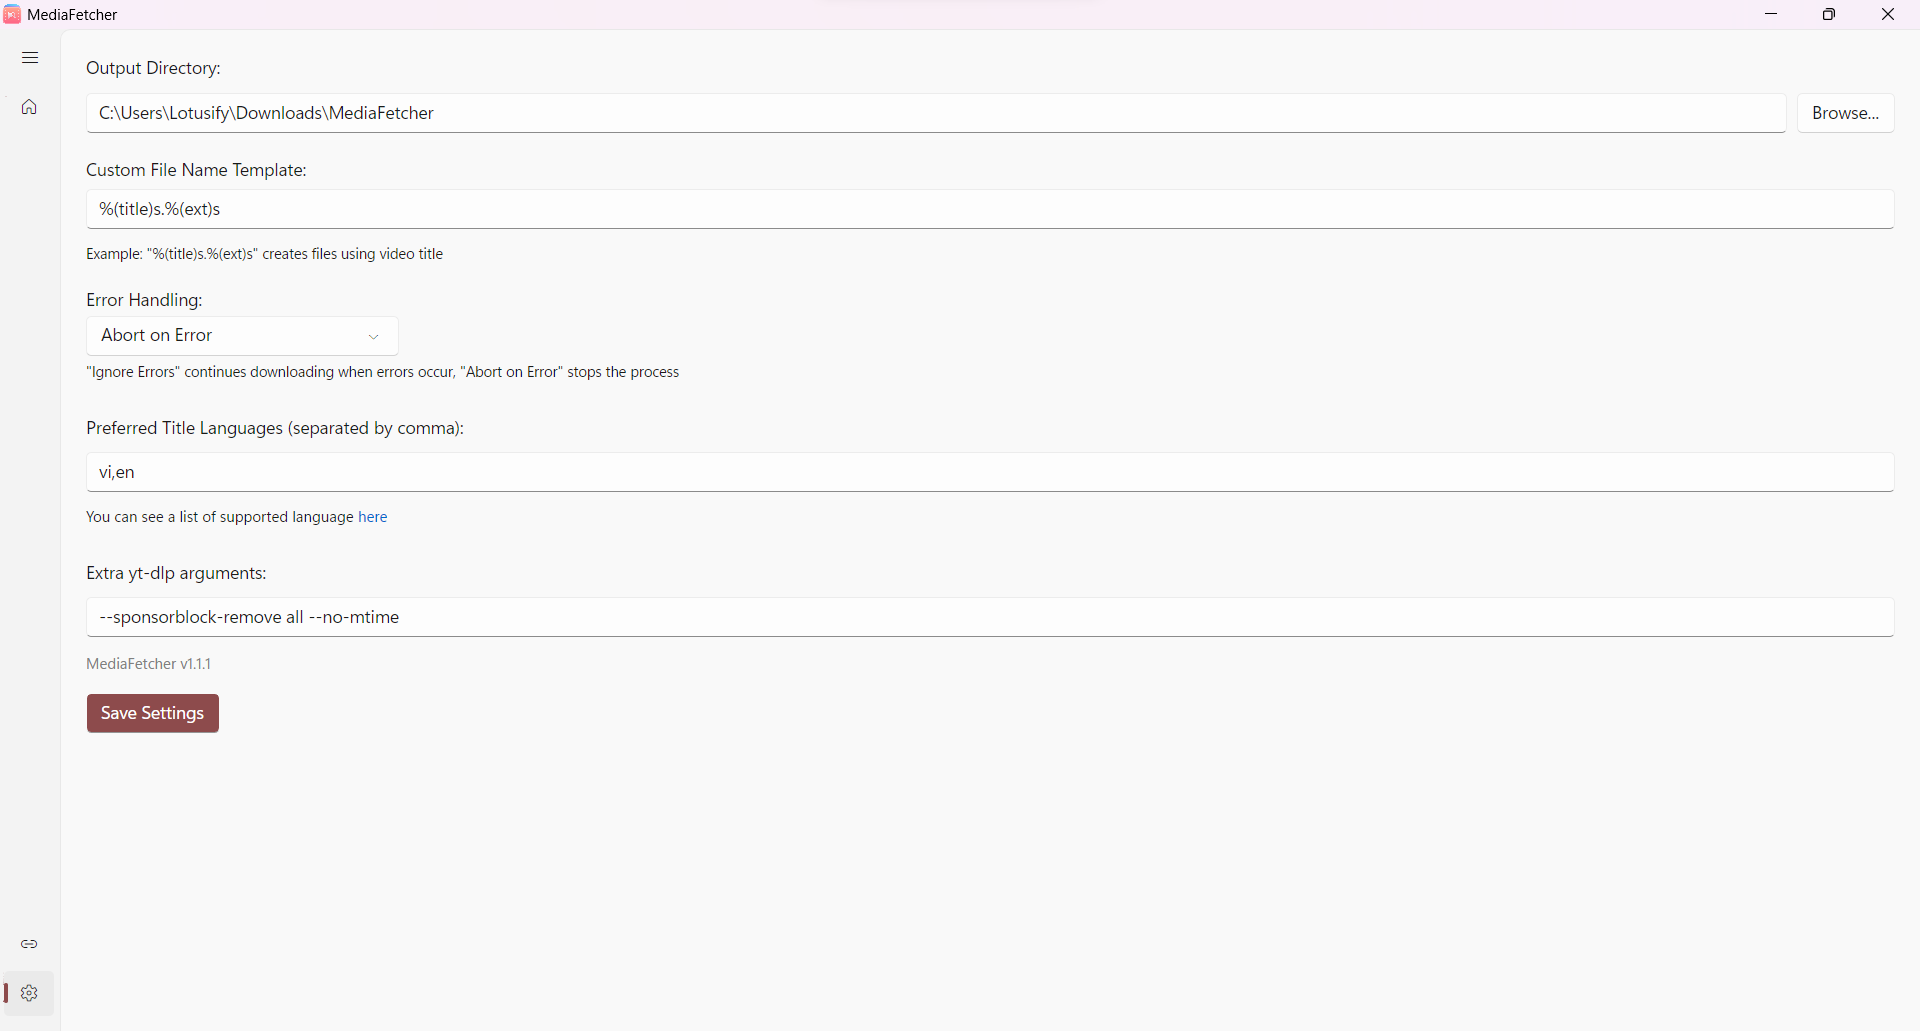 MediaFetcher
Output Directory:
C:\Users\Lotusify\Downloads\MediaFetcher
Browse...
Custom File Name Template:
%(title)s.%(ext)s
Example: "%(title)s.%(ext)s" creates files using video title
Error Handling:
Abort on Error
"Ignore Errors" continues downloading when errors occur, "Abort on Error" stops the process
Preferred Title Languages (separated by comma):
vi,en
You can see a list of supported language here
Extra yt-dlp arguments:
--sponsorblock-remove all --no-mtime
MediaFetcher v1.1.1
Save Settings